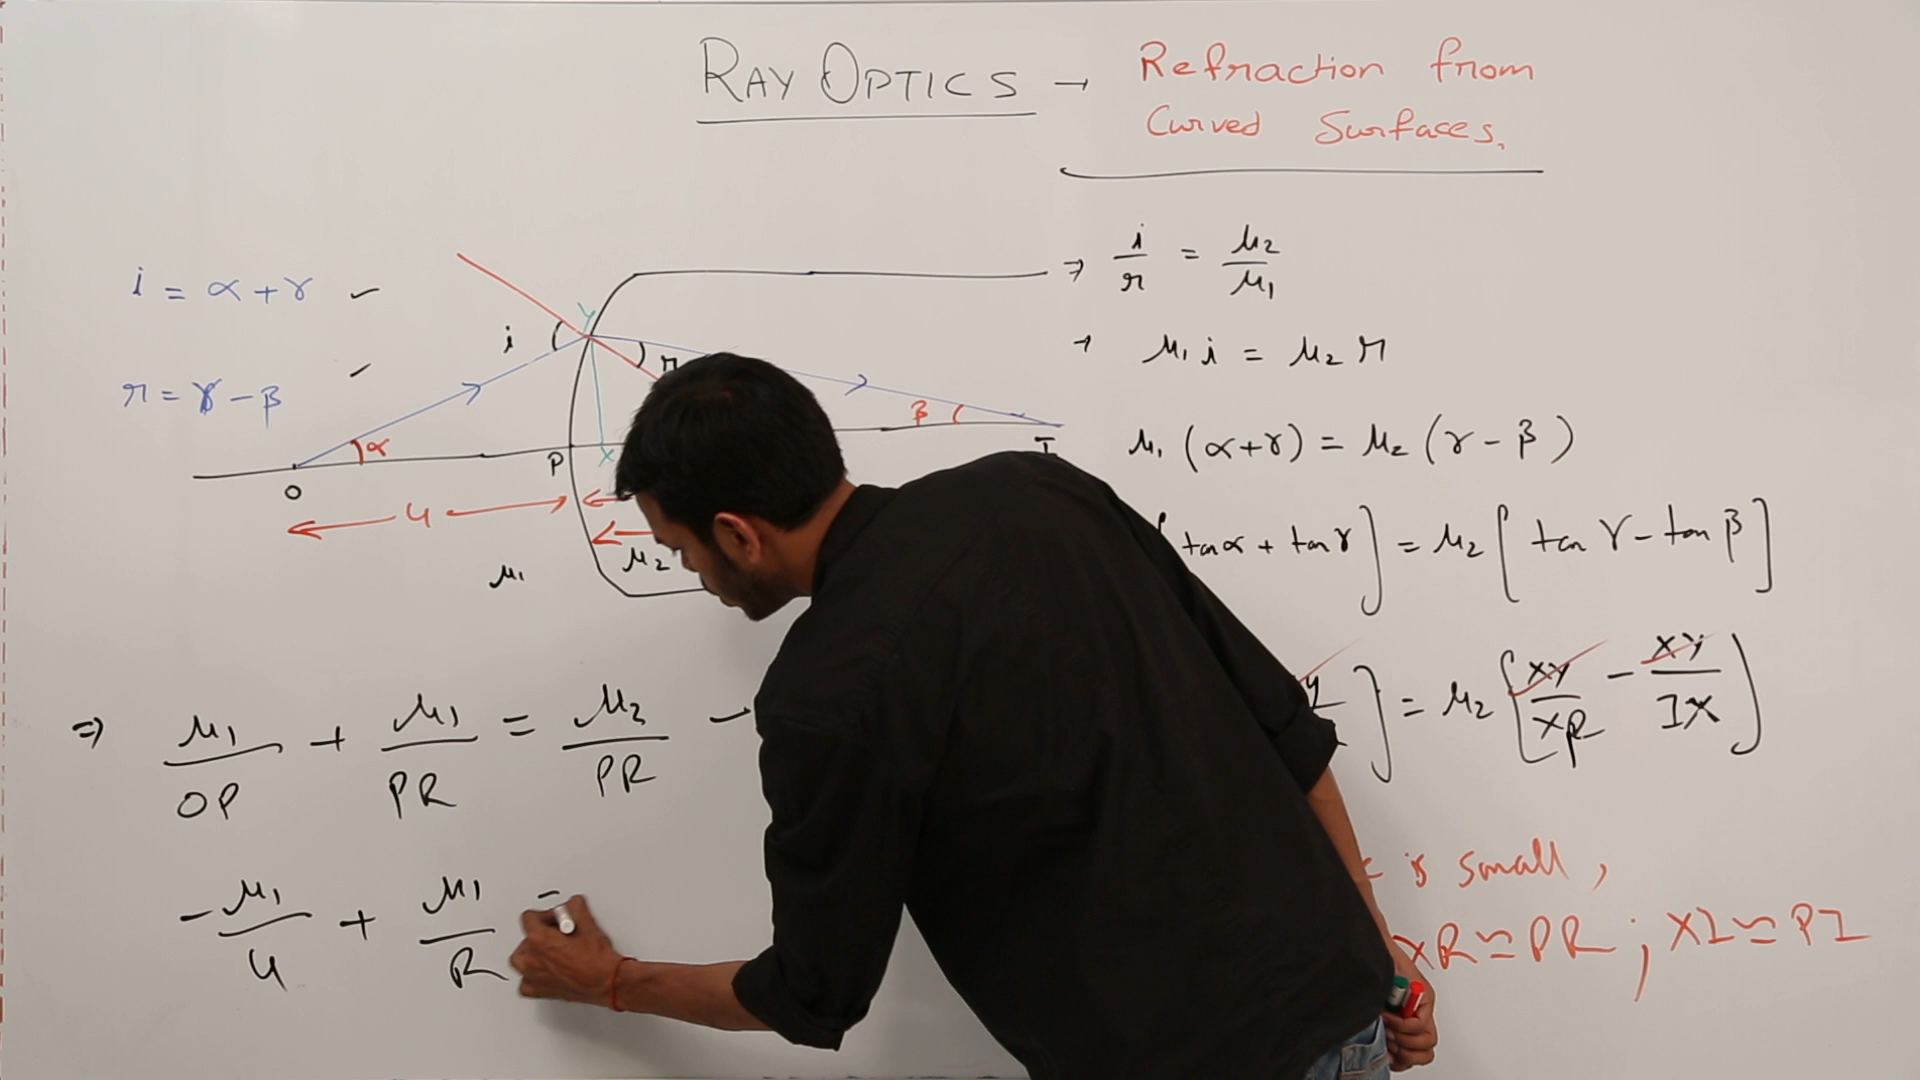 RAY OPTICS → Refraction from
Curved Surfaces.
i = α + γ
r = γ - β
Y
i
r
α
β
O
P
X
I
u
μ₁
μ₂
⇒ i/r = μ₂/μ₁
→ μ₁ i = μ₂ r
μ₁ (α+γ) = μ₂ (γ - β)
tan α + tan γ] = μ₂ [tan γ - tan β]
] = μ₂ [XY/XR - XY/IX]
is small,
XR ≃ PR ; XI ≃ PI
⇒ μ₁/OP + μ₁/PR = μ₂/PR -
-μ₁/u + μ₁/R =